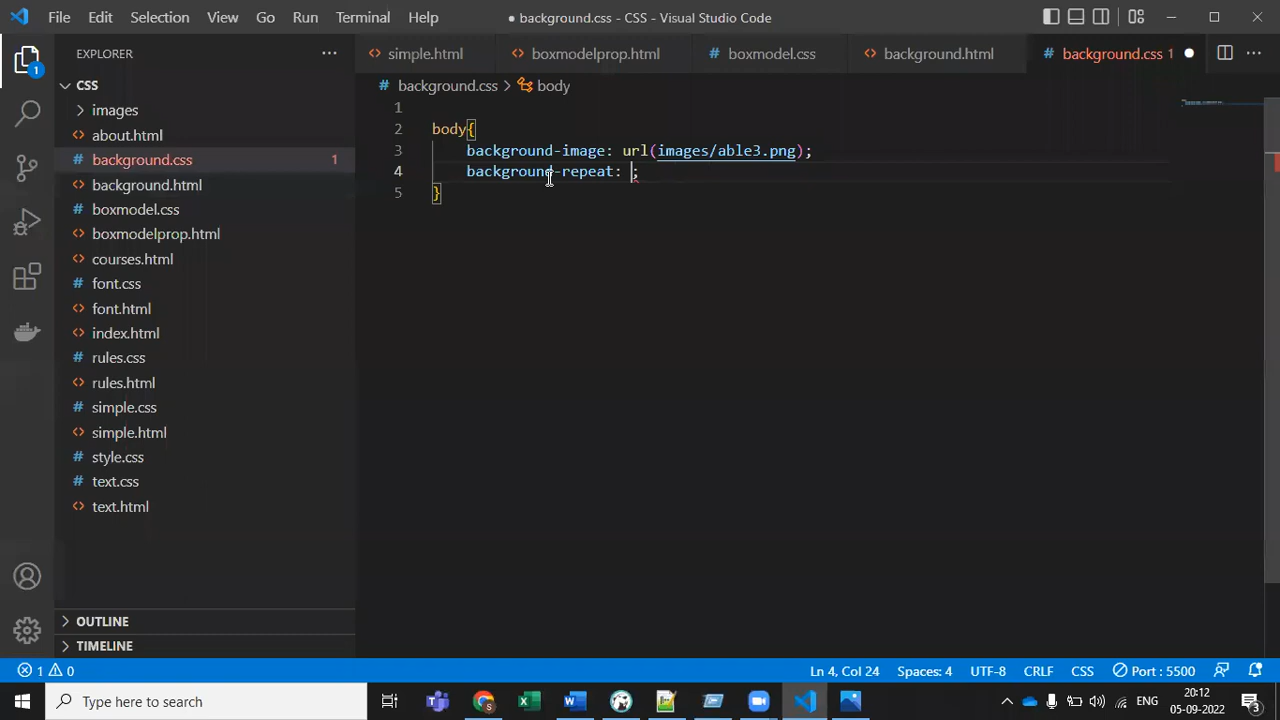 File Edit Selection View Go Run Terminal Help
● background.css - CSS - Visual Studio Code
EXPLORER
simple.html boxmodelprop.html # boxmodel.css background.html # background.css 1 ●
# background.css > body
CSS
images
about.html
# background.css 1
background.html
# boxmodel.css
boxmodelprop.html
courses.html
# font.css
font.html
index.html
# rules.css
rules.html
# simple.css
simple.html
# style.css
# text.css
text.html
OUTLINE
TIMELINE
1
1
2 body{
3 background-image: url(images/able3.png);
4 background-repeat: ;
5 }
1 0
Ln 4, Col 24 Spaces: 4 UTF-8 CRLF CSS Port : 5500
Type here to search
ENG
20:12
05-09-2022
3